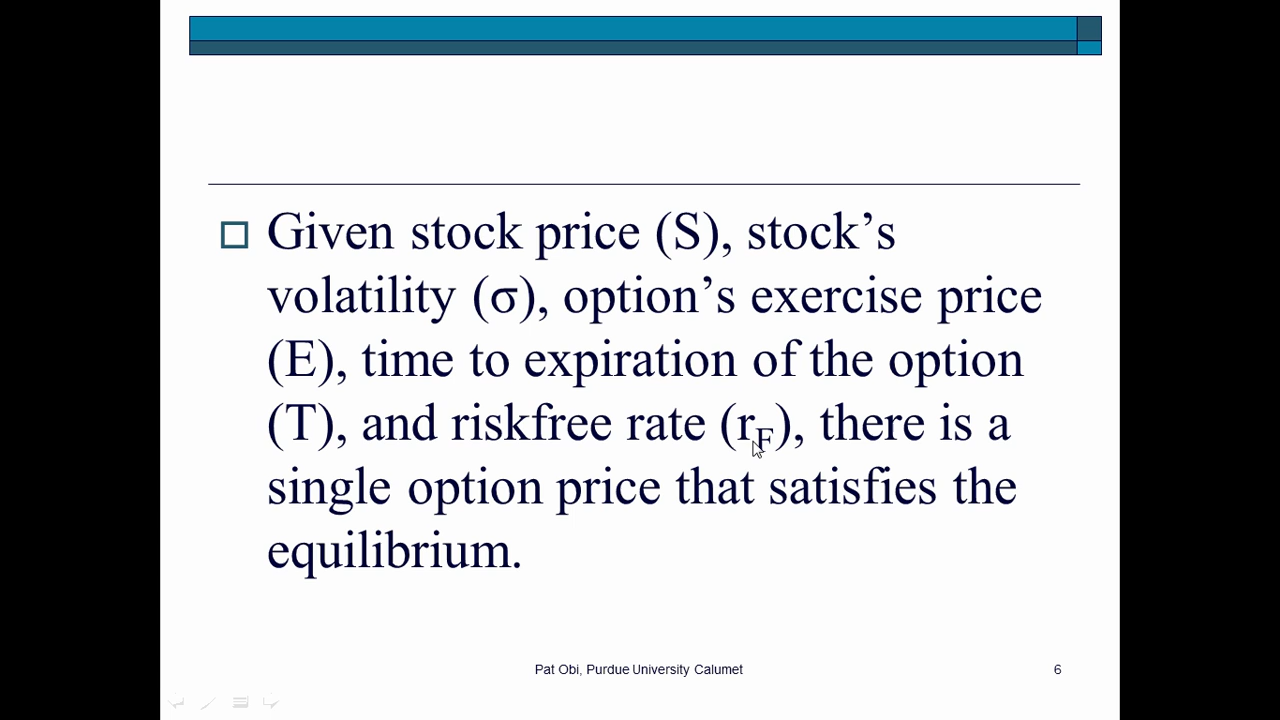 Given stock price (S), stock’s
volatility (σ), option’s exercise price
(E), time to expiration of the option
(T), and riskfree rate (rF), there is a
single option price that satisfies the
equilibrium.
Pat Obi, Purdue University Calumet
6